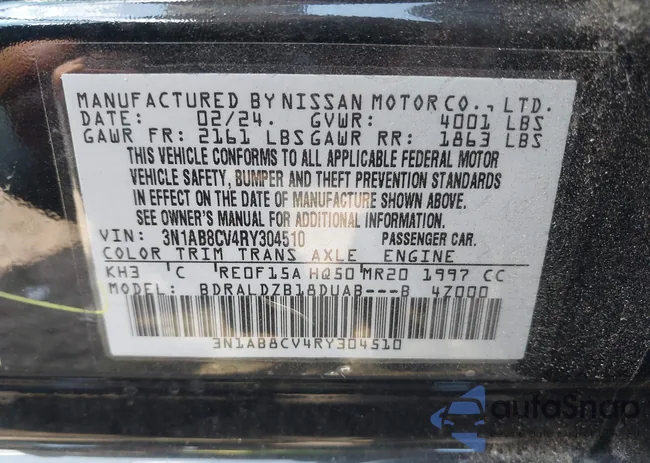 MANUFACTURED BY NISSAN MOTOR CO., LTD.
DATE: 02/24. GVWR: 4001 LBS
GAWR FR: 2161 LBS GAWR RR: 1863 LBS
THIS VEHICLE CONFORMS TO ALL APPLICABLE FEDERAL MOTOR
VEHICLE SAFETY, BUMPER AND THEFT PREVENTION STANDARDS
IN EFFECT ON THE DATE OF MANUFACTURE SHOWN ABOVE.
SEE OWNER'S MANUAL FOR ADDITIONAL INFORMATION.
VIN: 3N1AB8CV4RY304510 PASSENGER CAR.
COLOR TRIM TRANS AXLE ENGINE
KH3 C RE0F15A HQ50 MR20 1997 CC
MODEL: BDRALDZB18DUAB---B 4Z000
3N1AB8CV4RY304510
autoSnap